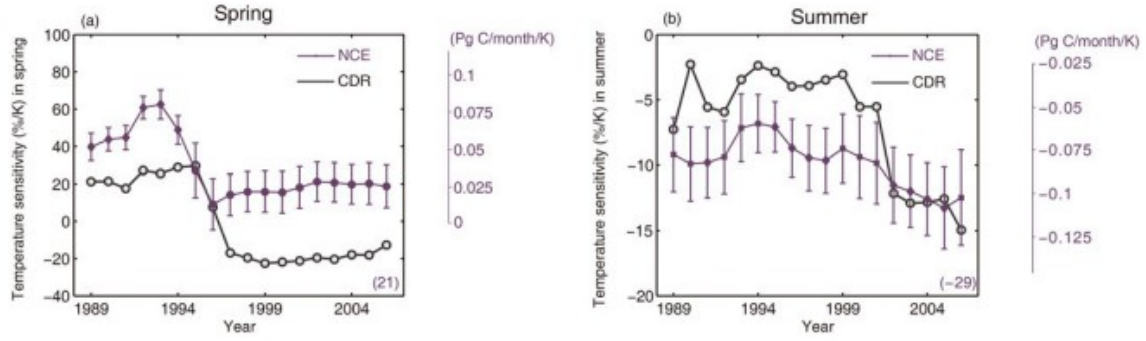 Spring
(a)
NCE
CDR
(Pg C/month/K)
Temperature sensitivity (%/K) in spring
100
80
60
40
20
0
−20
−40
0.1
0.075
0.05
0.025
0
(21)
1989
1994
1999
2004
Year
Summer
(b)
NCE
CDR
(Pg C/month/K)
Temperature sensitivity (%/K) in summer
0
−5
−10
−15
−20
−0.025
−0.05
−0.075
−0.1
−0.125
(−29)
1989
1994
1999
2004
Year